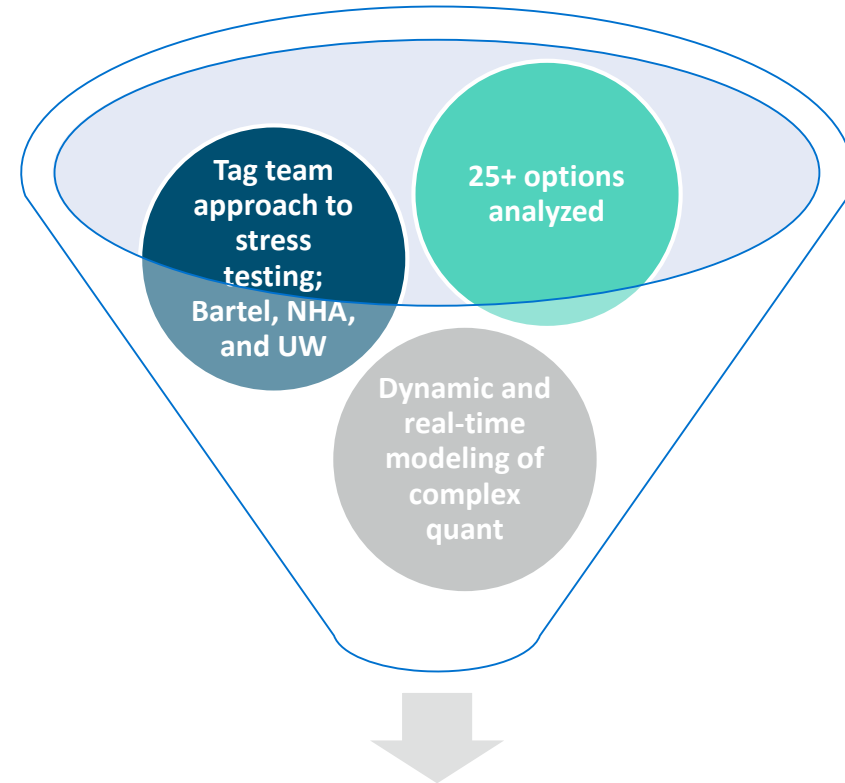 Tag team
approach to
stress
testing;
Bartel, NHA,
and UW
25+ options
analyzed
Dynamic and
real-time
modeling of
complex
quant